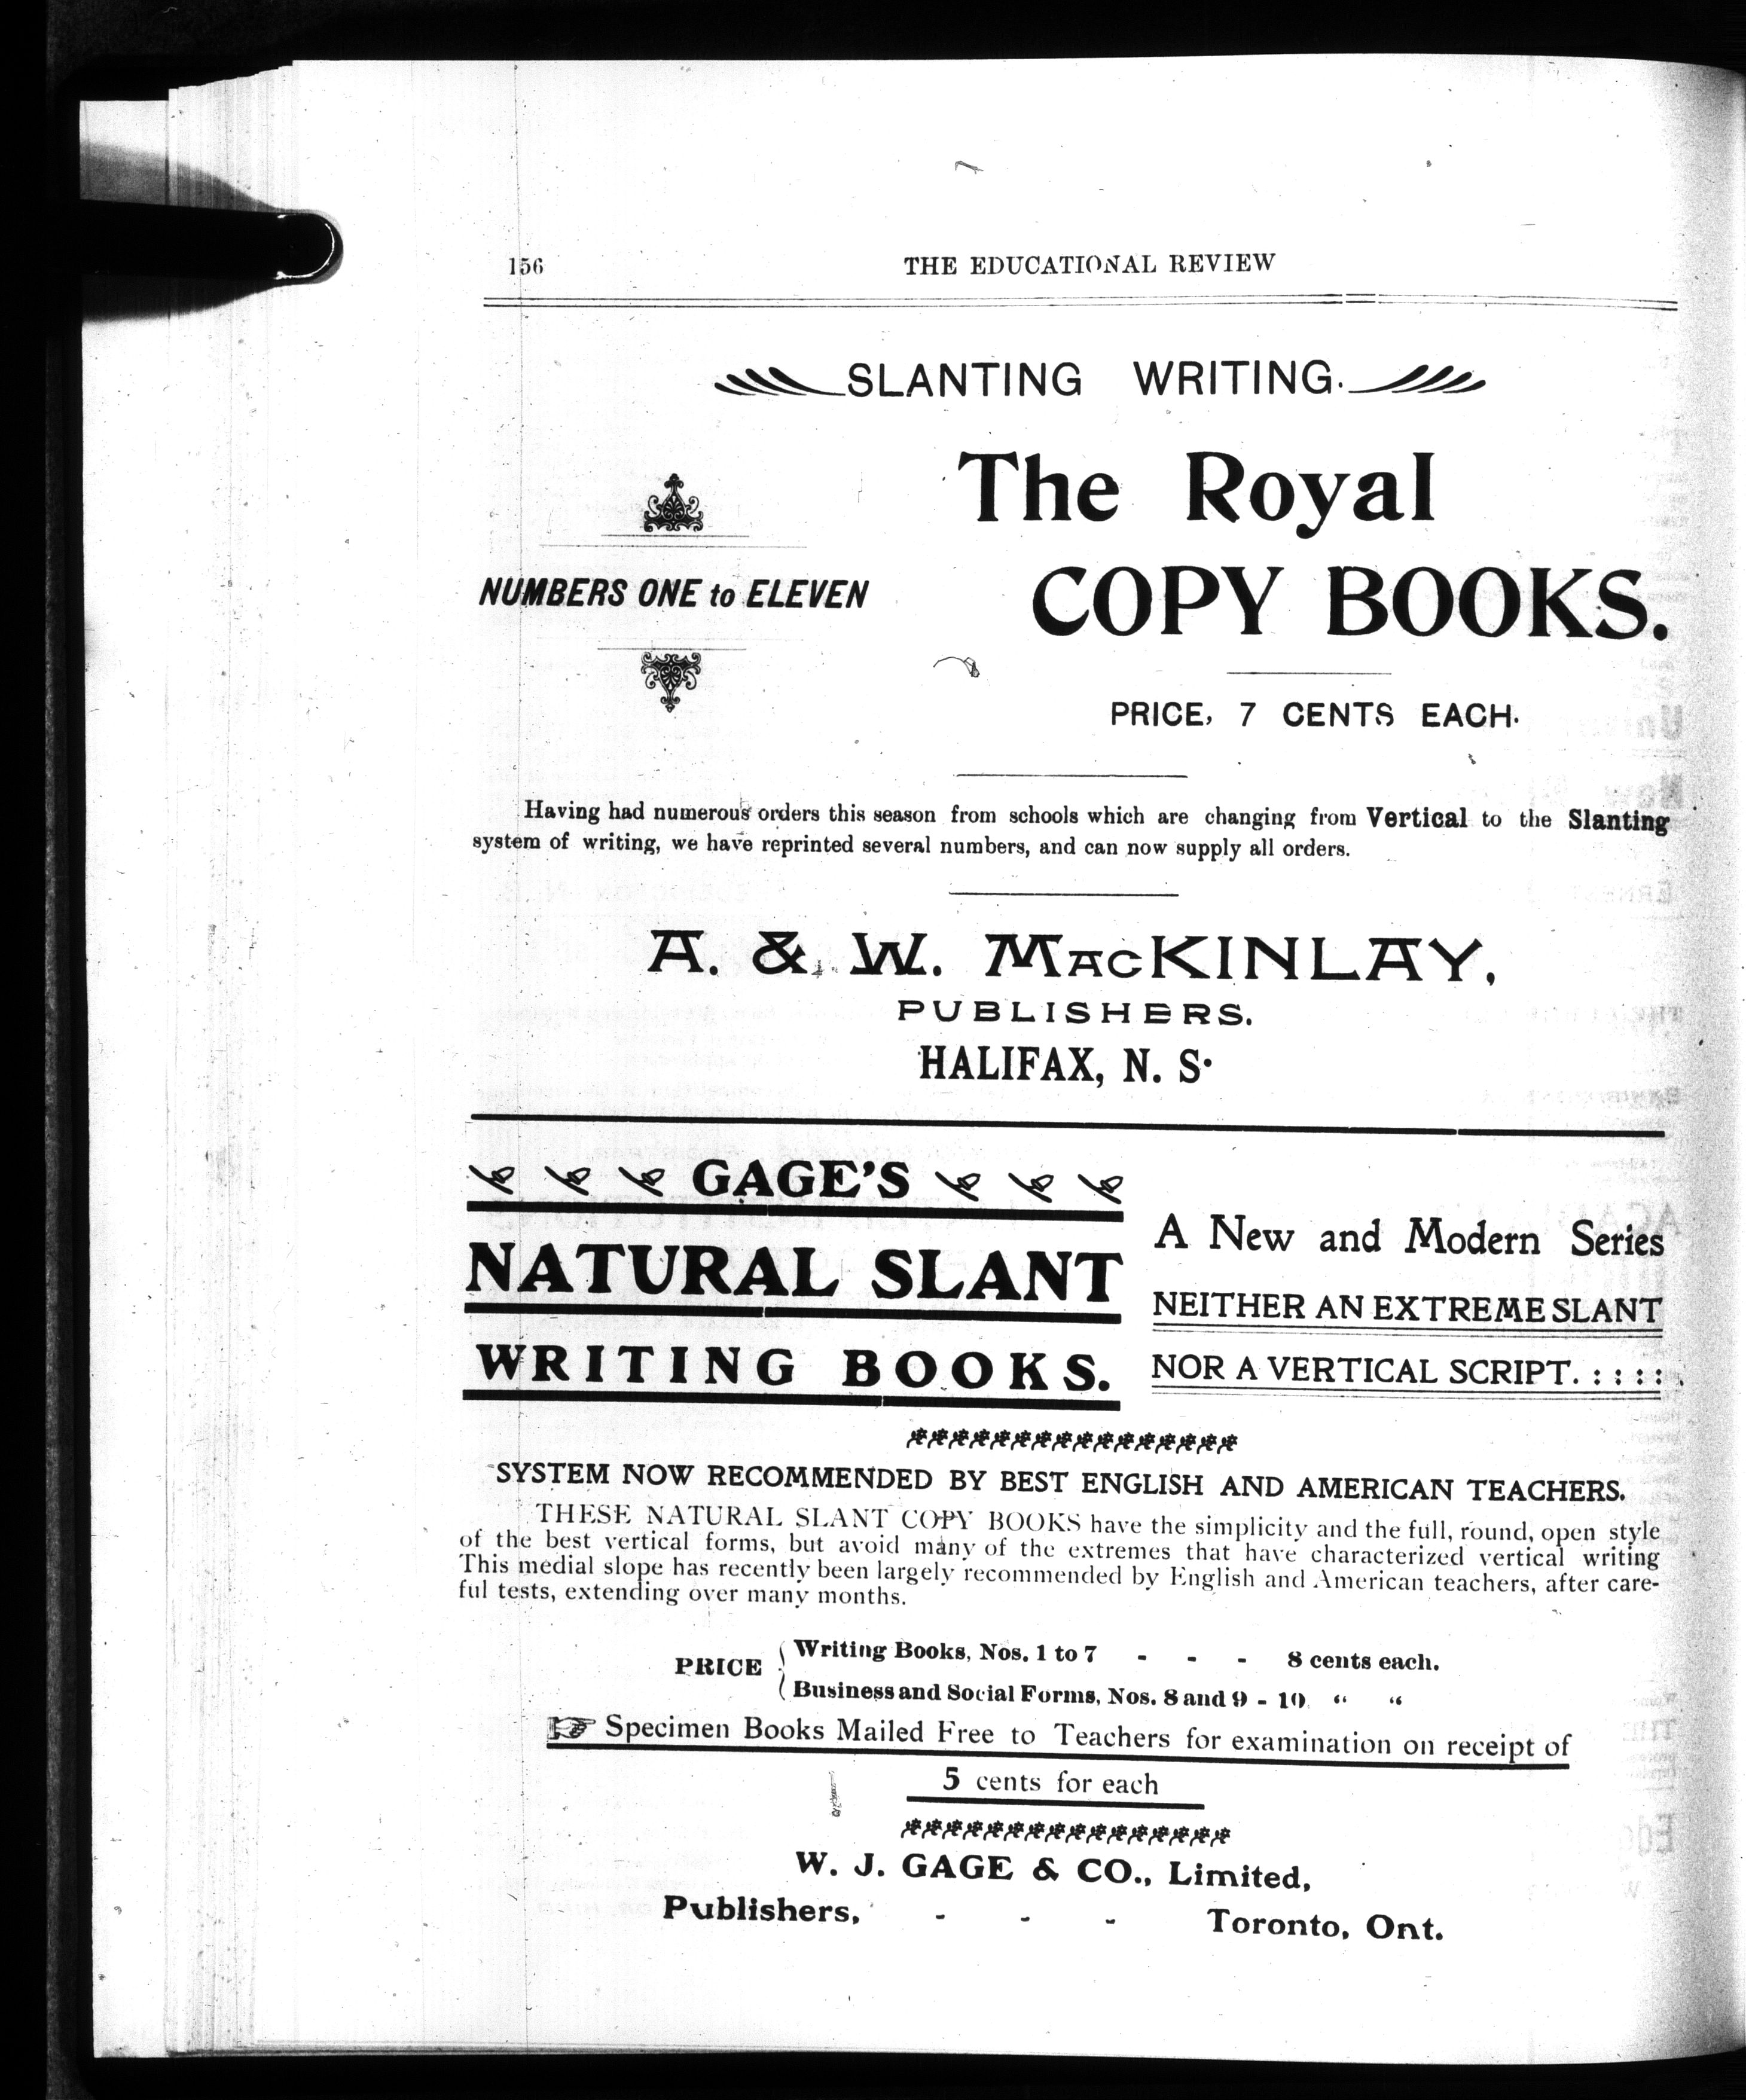 156
THE EDUCATIONAL REVIEW
SLANTING WRITING.
The Royal
COPY BOOKS.
NUMBERS ONE to ELEVEN
PRICE, 7 CENTS EACH.
Having had numerous orders this season from schools which are changing from Vertical to the Slanting
system of writing, we have reprinted several numbers, and can now supply all orders.
A. & W. MacKINLAY,
PUBLISHERS.
HALIFAX, N. S.
GAGE'S
NATURAL SLANT
WRITING BOOKS.
A New and Modern Series
NEITHER AN EXTREME SLANT
NOR A VERTICAL SCRIPT. : : : :
SYSTEM NOW RECOMMENDED BY BEST ENGLISH AND AMERICAN TEACHERS.
THESE NATURAL SLANT COPY BOOKS have the simplicity and the full, round, open style
of the best vertical forms, but avoid many of the extremes that have characterized vertical writing
This medial slope has recently been largely recommended by English and American teachers, after care-
ful tests, extending over many months.
PRICE { Writing Books, Nos. 1 to 7 - - - 8 cents each.
Business and Social Forms, Nos. 8 and 9 - 10 " "
☞ Specimen Books Mailed Free to Teachers for examination on receipt of
5 cents for each
W. J. GAGE & CO., Limited,
Publishers, - - - Toronto, Ont.